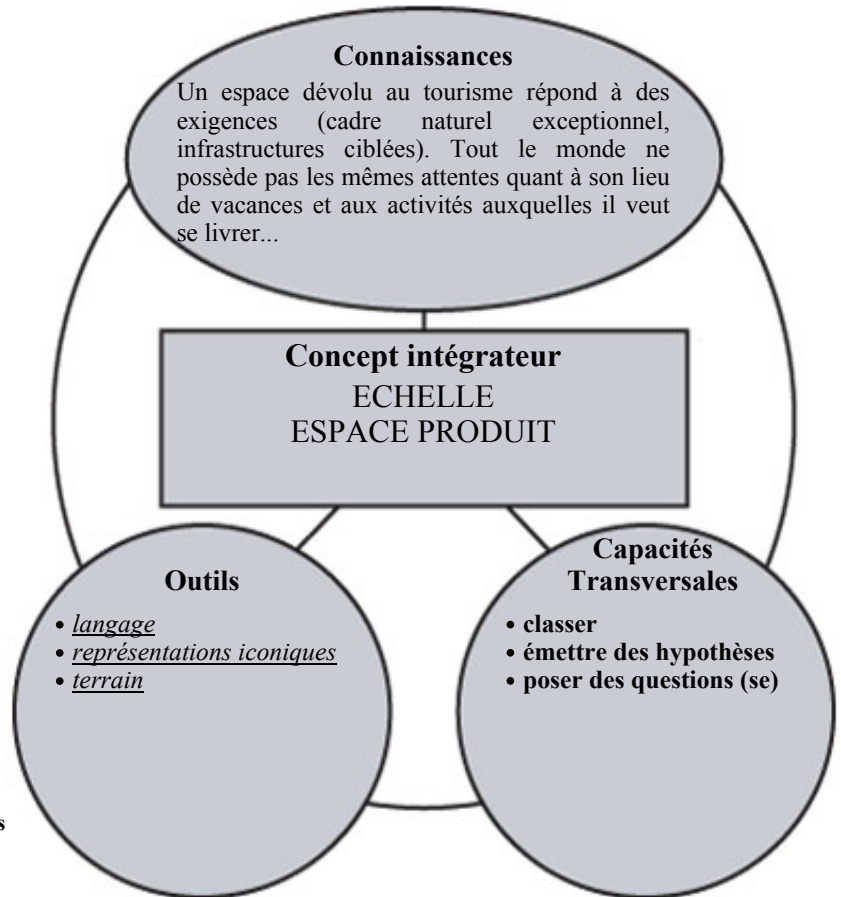 Connaissances
Un espace dévolu au tourisme répond à des
exigences (cadre naturel exceptionnel,
infrastructures ciblées). Tout le monde ne
possède pas les mêmes attentes quant à son lieu
de vacances et aux activités auxquelles il veut
se livrer...
Concept intégrateur
ECHELLE
ESPACE PRODUIT
Outils
• langage
• représentations iconiques
• terrain
Capacités
Transversales
• classer
• émettre des hypothèses
• poser des questions (se)
s